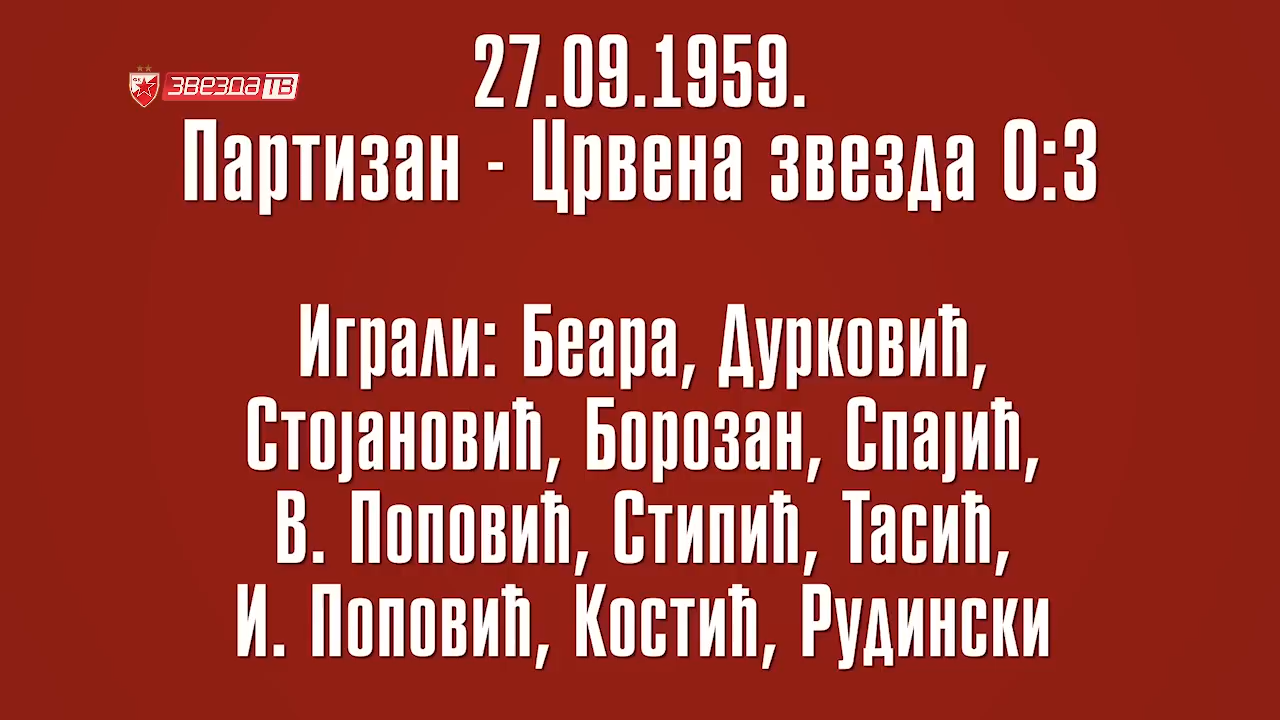 ЗВЕЗДА ТВ
27.09.1959.
Партизан - Црвена звезда 0:3
Играли: Беара, Дурковић,
Стојановић, Борозан, Спајић,
В. Поповић, Стипић, Тасић,
И. Поповић, Костић, Рудински